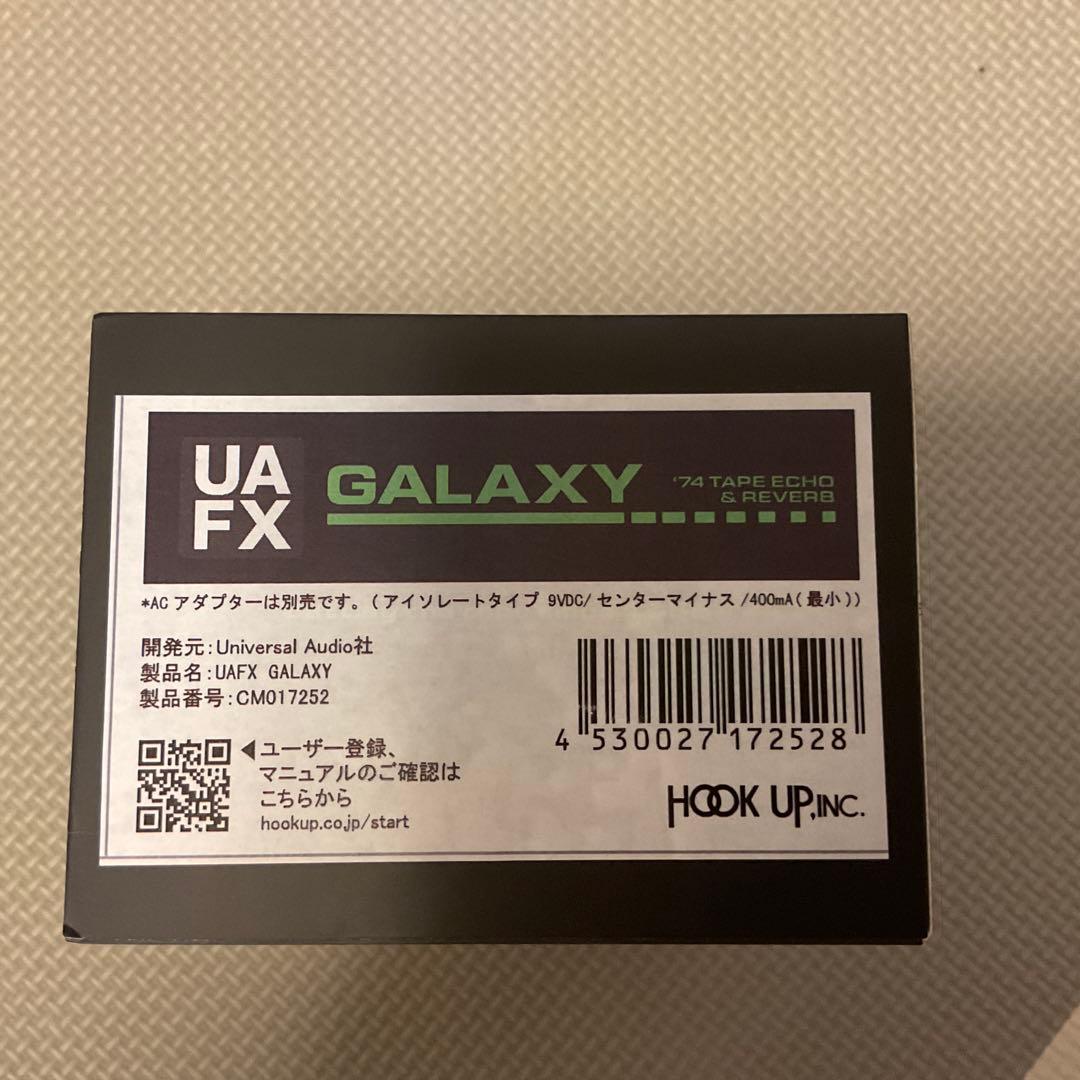 UA
FX
GALAXY
'74 TAPE ECHO
& REVERB
*AC アダプターは別売です。(アイソレートタイプ 9VDC/センターマイナス/400mA(最小))
開発元:Universal Audio社
製品名:UAFX GALAXY
製品番号:CM017252
4 530027 172528
◀ユーザー登録、
マニュアルのご確認は
こちらから
hookup.co.jp/start
HOOK UP,INC.